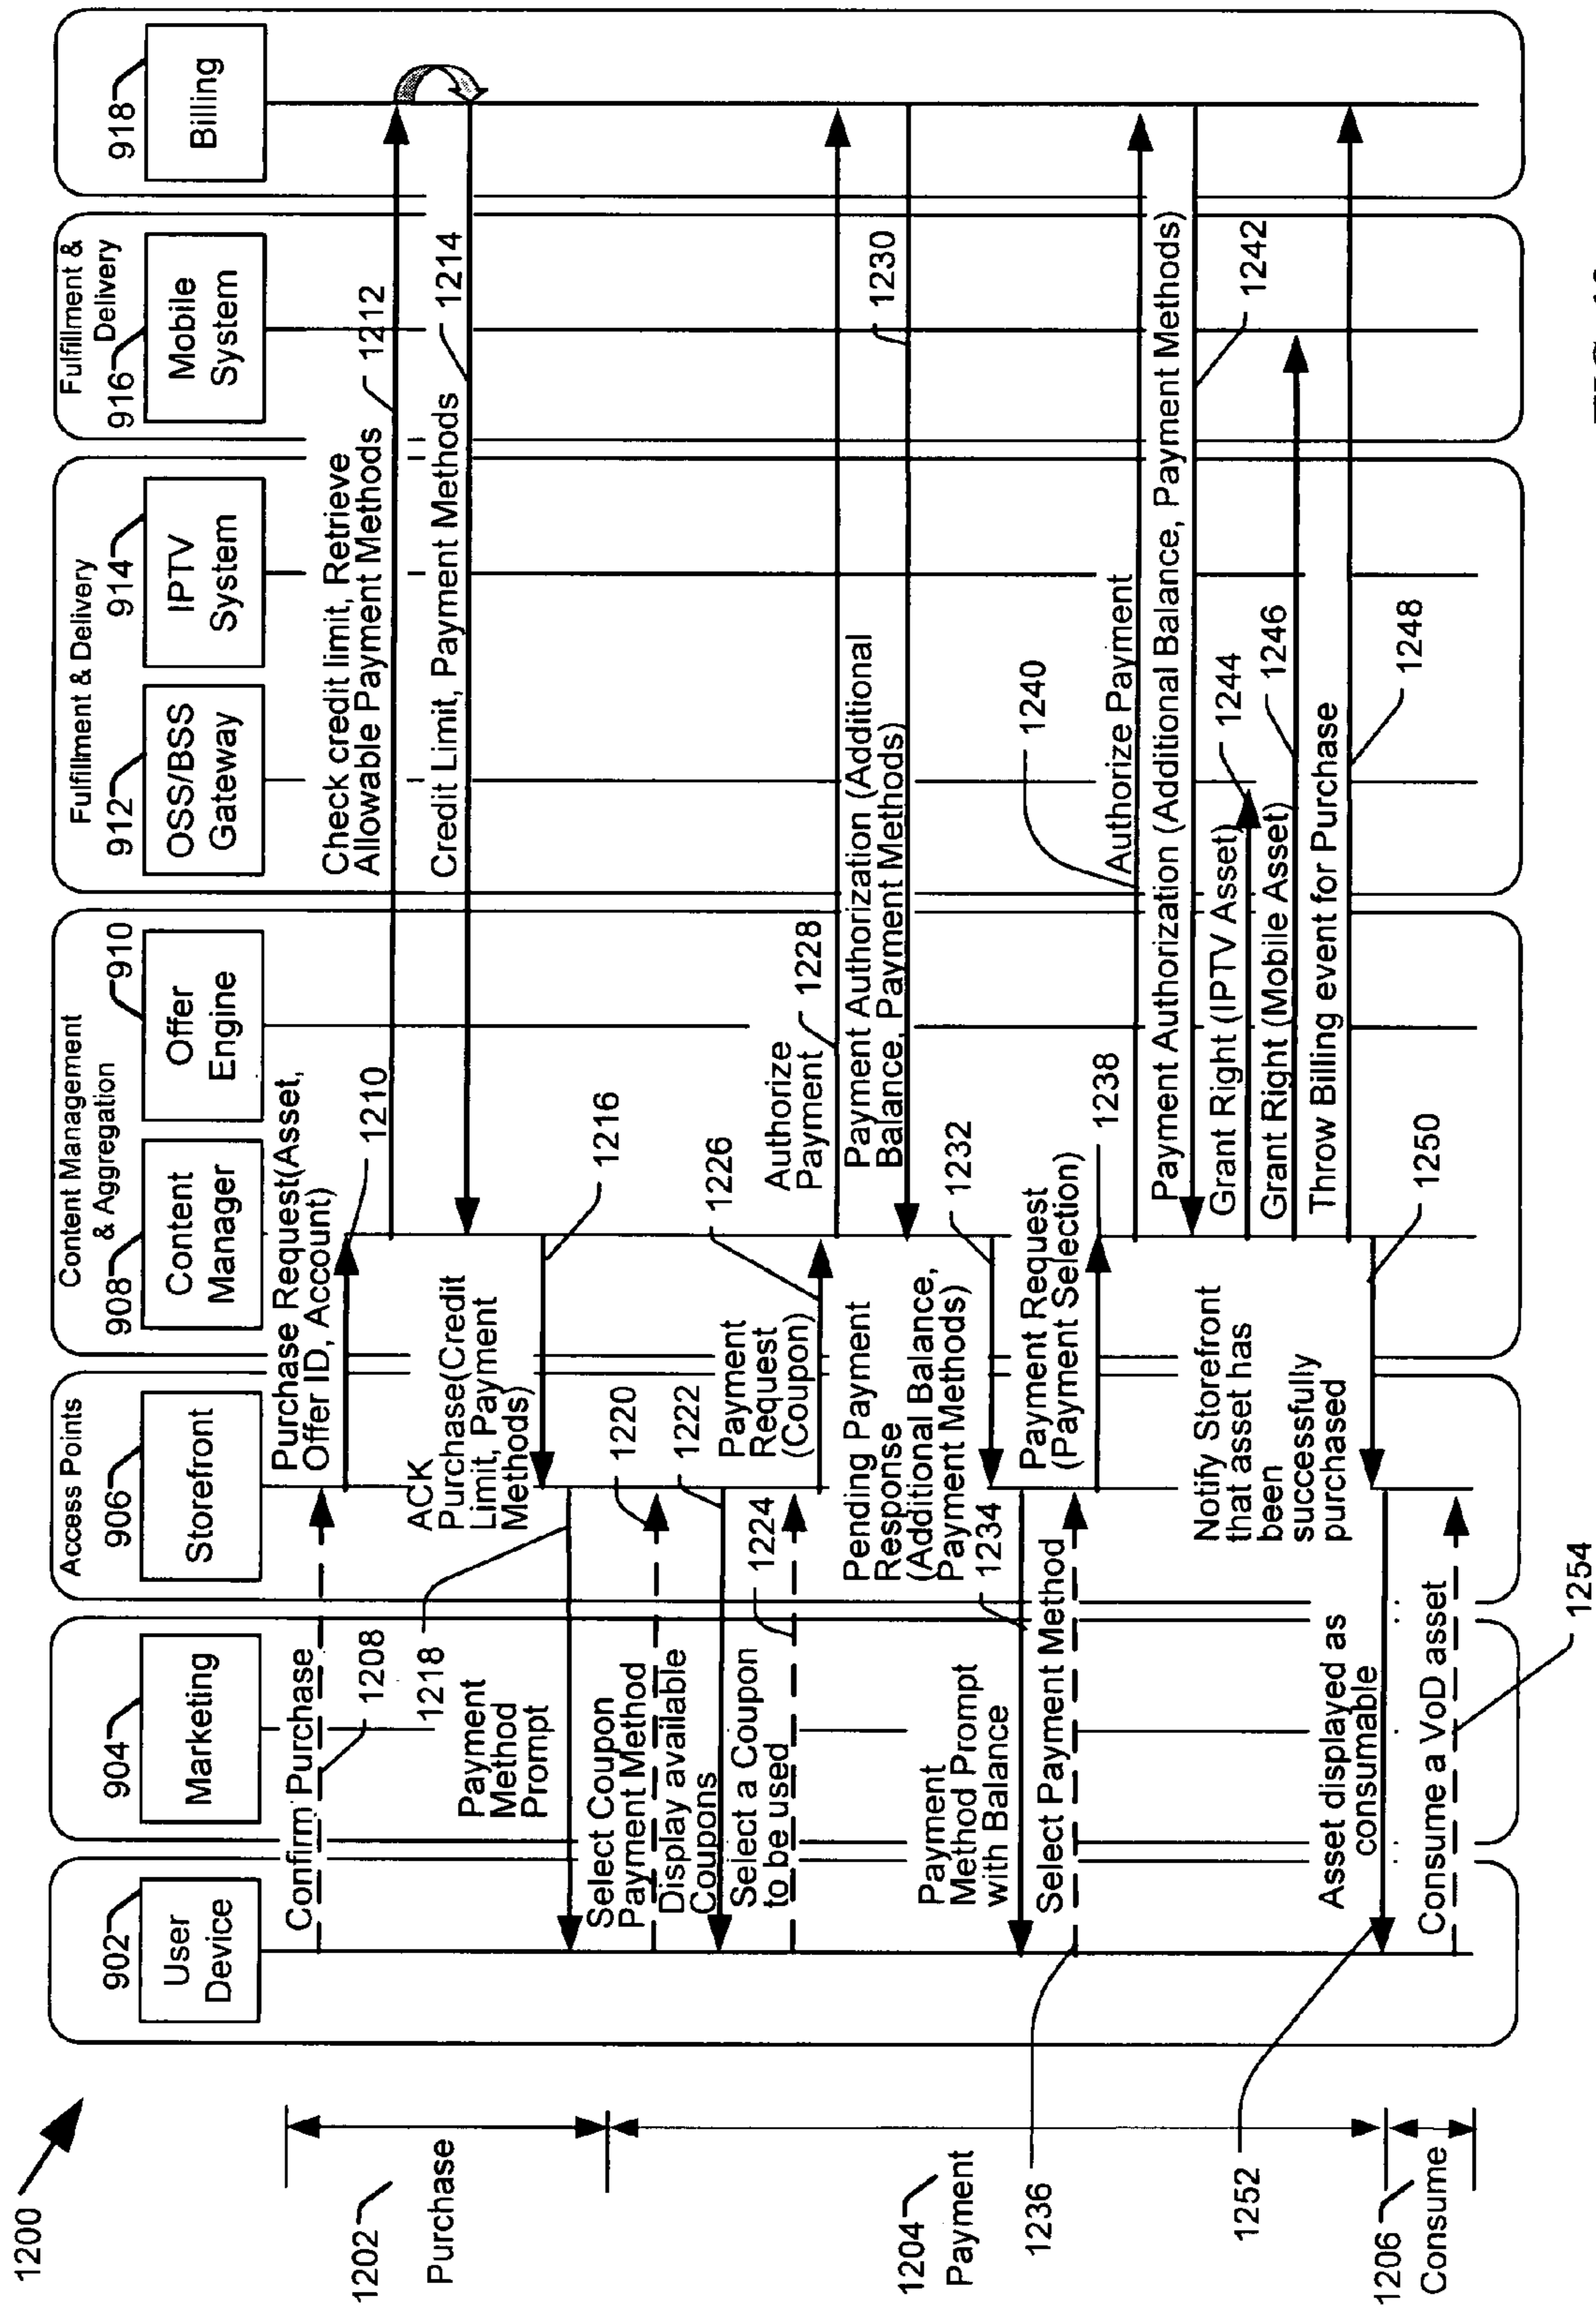 1200
1202
Purchase
1204
Payment
1236
1252
1206
Consume
902
User
Device
904
Marketing
Access Points
906
Storefront
Content Management
& Aggregation
908
Content
Manager
910
Offer
Engine
Fulfillment & Delivery
912
OSS/BSS
Gateway
914
IPTV
System
Fulfillment &
Delivery
916
Mobile
System
918
Billing
Confirm Purchase
1208
Purchase Request(Asset,
Offer ID, Account)
1210
Check credit limit, Retrieve
Allowable Payment Methods
1212
Credit Limit, Payment Methods
1214
ACK
Purchase(Credit
Limit, Payment
Methods)
1216
1218
Payment
Method
Prompt
Select Coupon
Payment Method
1220
Display available
Coupons
1222
Select a Coupon
to be used
1224
Payment
Request
(Coupon)
1226
Authorize
Payment
1228
Payment Authorization (Additional
Balance, Payment Methods)
1230
Pending Payment
Response
(Additional Balance,
Payment Methods)
1232
Payment
Method Prompt
with Balance
1234
Select Payment Method
Payment Request
(Payment Selection)
1238
Authorize Payment
1240
Payment Authorization (Additional Balance, Payment Methods)
1242
Grant Right (IPTV Asset)
1244
Grant Right (Mobile Asset)
1246
Throw Billing event for Purchase
1248
Notify Storefront
that asset has
been
successfully
purchased
1250
Asset displayed as
consumable
Consume a VoD asset
1254